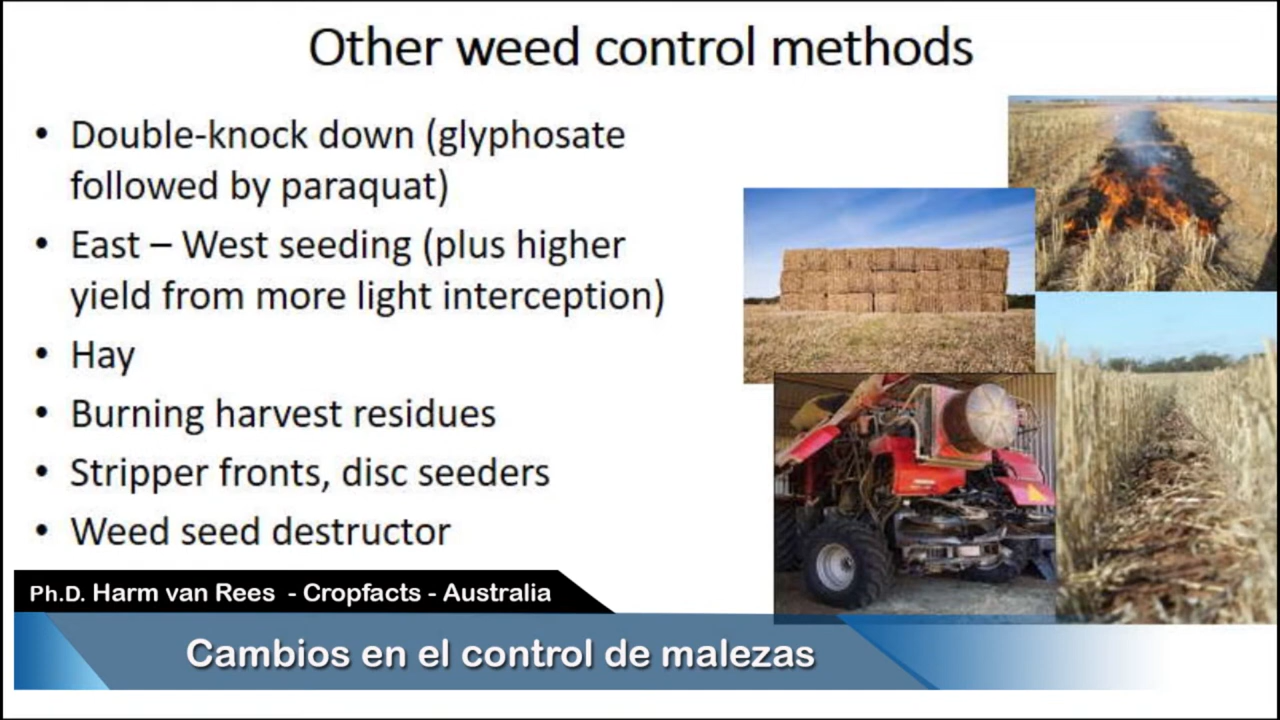 Other weed control methods
• Double-knock down (glyphosate
followed by paraquat)
• East – West seeding (plus higher
yield from more light interception)
• Hay
• Burning harvest residues
• Stripper fronts, disc seeders
• Weed seed destructor
Ph.D. Harm van Rees - Cropfacts - Australia
Cambios en el control de malezas